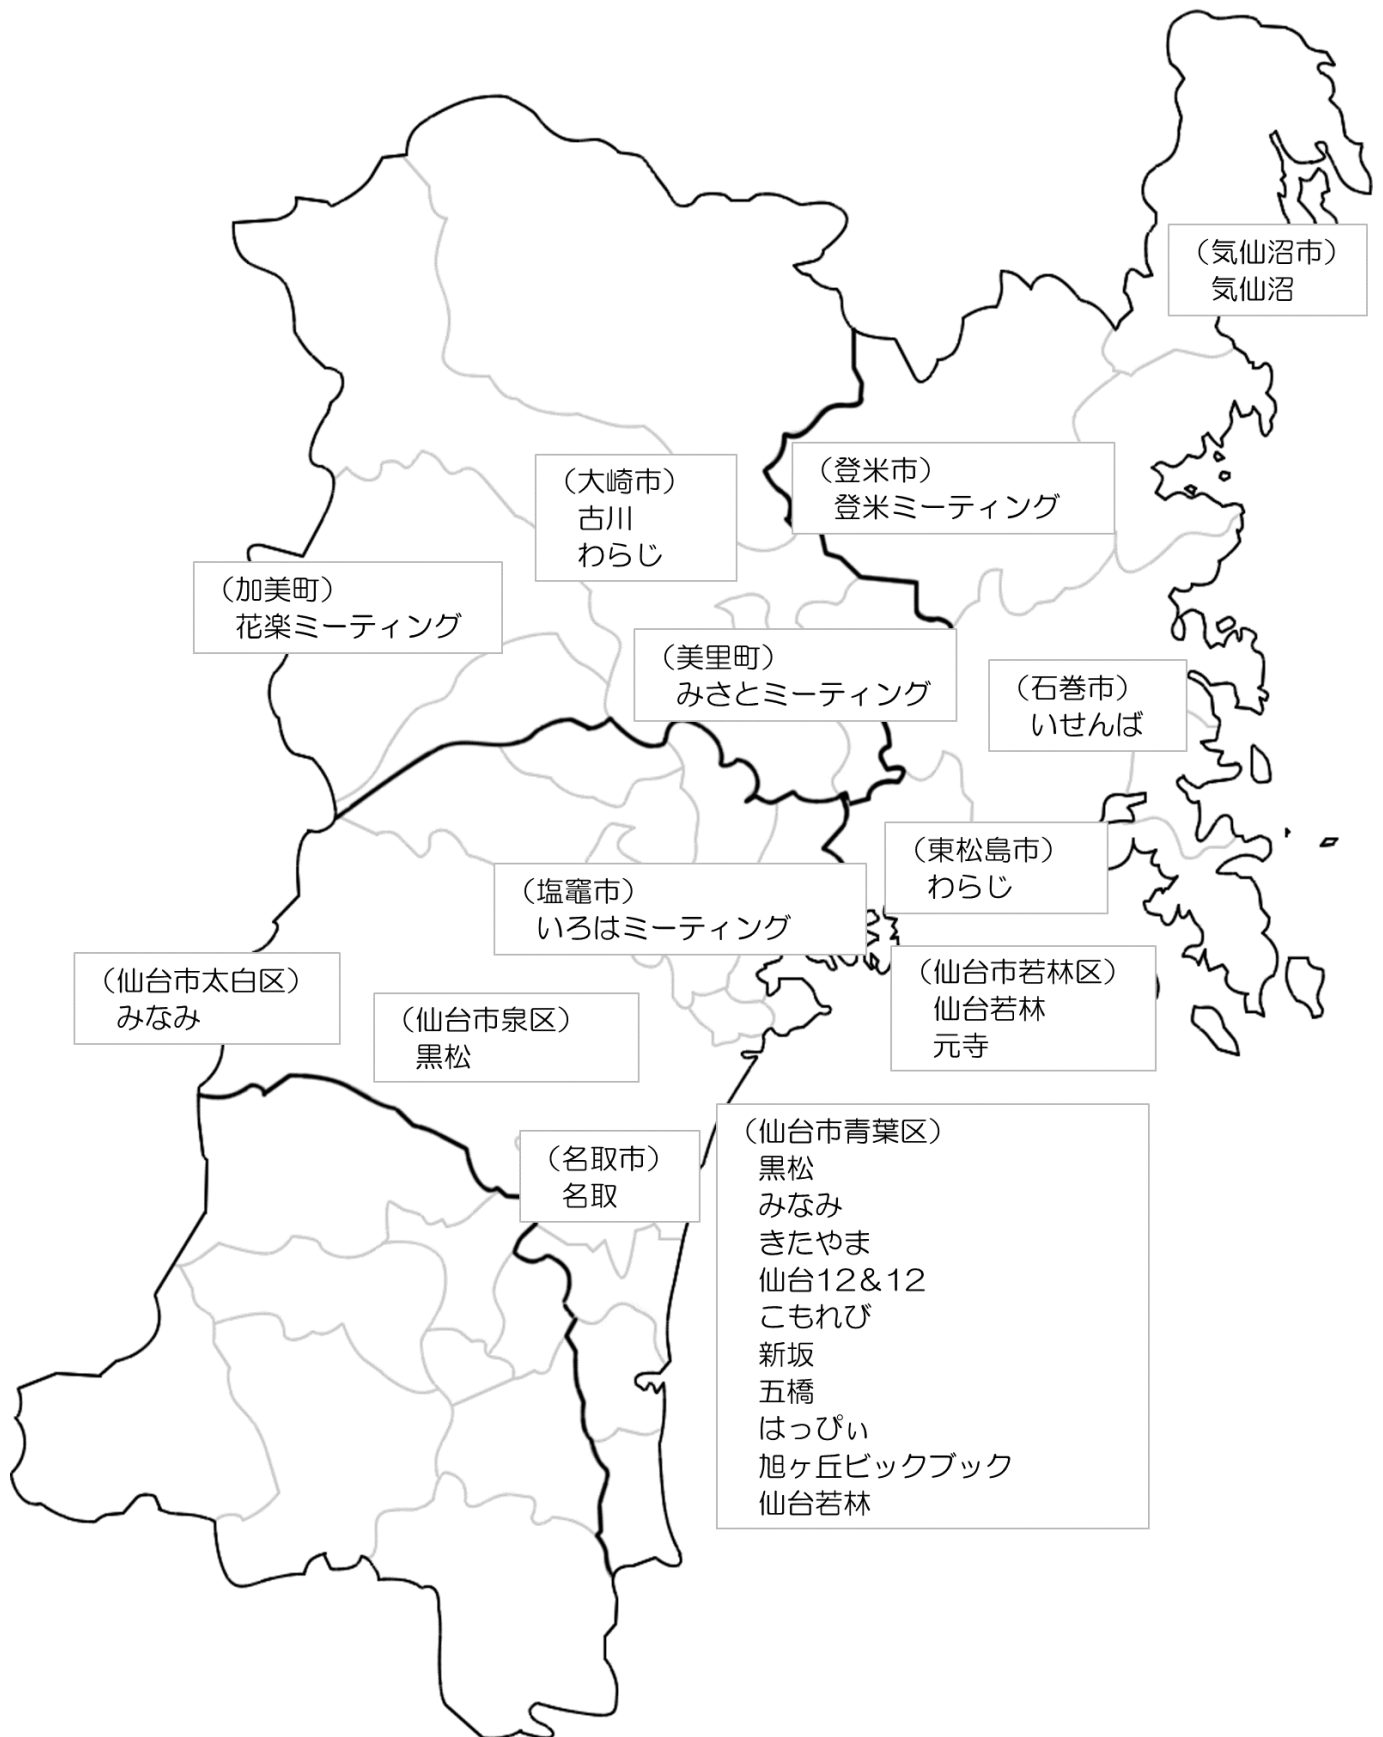 （気仙沼市）
気仙沼
（登米市）
登米ミーティング
（大崎市）
古川
わらじ
（加美町）
花楽ミーティング
（美里町）
みさとミーティング
（石巻市）
いせんば
（東松島市）
わらじ
（塩竈市）
いろはミーティング
（仙台市若林区）
仙台若林
元寺
（仙台市太白区）
みなみ
（仙台市泉区）
黒松
（仙台市青葉区）
黒松
みなみ
きたやま
仙台12＆12
こもれび
新坂
五橋
はっぴぃ
旭ヶ丘ビックブック
仙台若林
（名取市）
名取